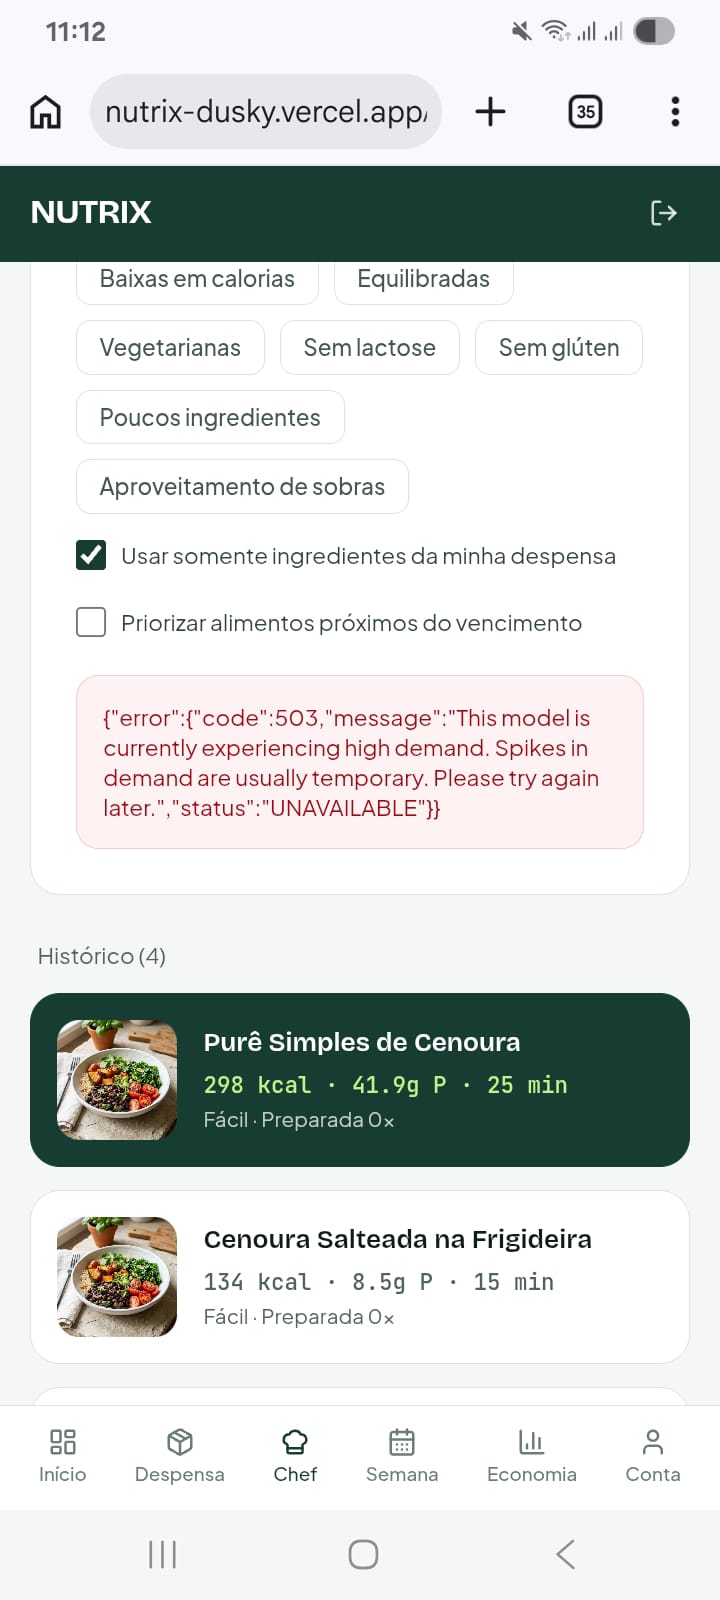 11:12
nutrix-dusky.vercel.app/
35
NUTRIX
Baixas em calorias
Equilibradas
Vegetarianas
Sem lactose
Sem glúten
Poucos ingredientes
Aproveitamento de sobras
Usar somente ingredientes da minha despensa
Priorizar alimentos próximos do vencimento
{"error":{"code":503,"message":"This model is
currently experiencing high demand. Spikes in
demand are usually temporary. Please try again
later.","status":"UNAVAILABLE"}}
Histórico (4)
Purê Simples de Cenoura
298 kcal · 41.9g P · 25 min
Fácil · Preparada 0×
Cenoura Salteada na Frigideira
134 kcal · 8.5g P · 15 min
Fácil · Preparada 0×
Início
Despensa
Chef
Semana
Economia
Conta